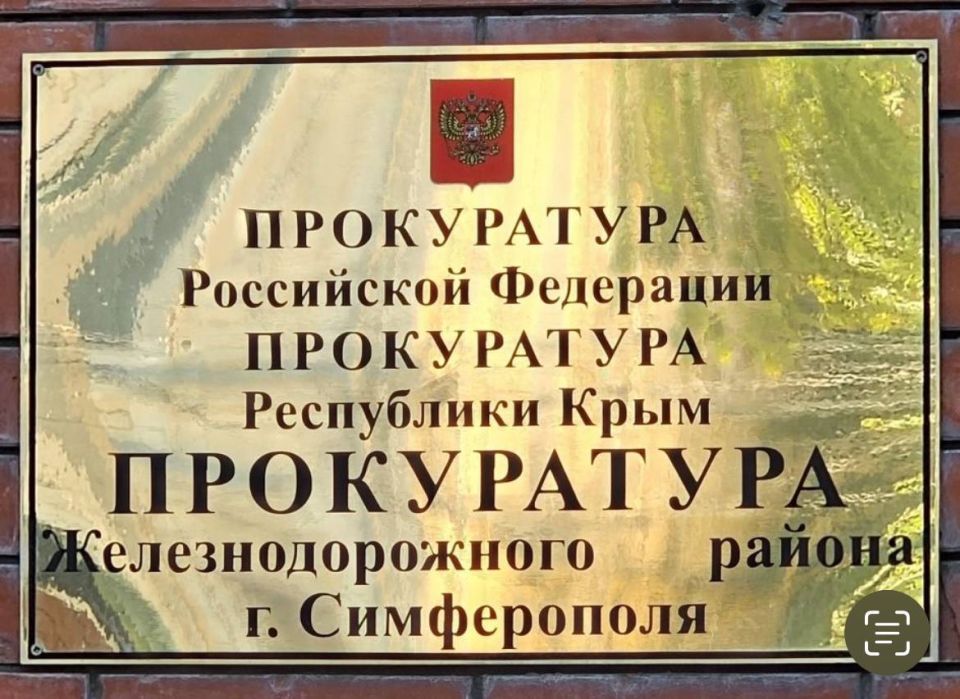 ПРОКУРАТУРА
Российской Федерации
ПРОКУРАТУРА
Республики Крым
ПРОКУРАТУРА
Железнодорожного района
г. Симферополя